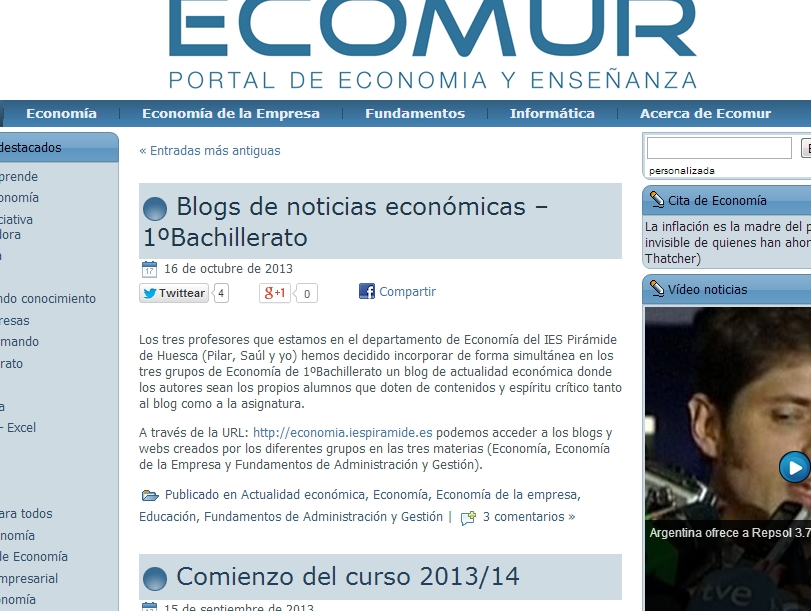 ECOMUR
PORTAL DE ECONOMIA Y ENSEÑANZA
Economía
Economía de la Empresa
Fundamentos
Informática
Acerca de Ecomur
destacados
prende
onomía
ciativa
dora
a
ndo conocimiento
resas
mando
rato
a
- Excel
ara todos
nomía
de Economía
mpresarial
onomía
« Entradas más antiguas
Blogs de noticias económicas –
1ºBachillerato
17
16 de octubre de 2013
Twittear
4
g+1
0
Compartir
Los tres profesores que estamos en el departamento de Economía del IES Pirámide
de Huesca (Pilar, Saúl y yo) hemos decidido incorporar de forma simultánea en los
tres grupos de Economía de 1ºBachillerato un blog de actualidad económica donde
los autores sean los propios alumnos que doten de contenidos y espíritu crítico tanto
al blog como a la asignatura.
A través de la URL: http://economia.iespiramide.es podemos acceder a los blogs y
webs creados por los diferentes grupos en las tres materias (Economía, Economía
de la Empresa y Fundamentos de Administración y Gestión).
Publicado en Actualidad económica, Economía, Economía de la empresa,
Educación, Fundamentos de Administración y Gestión | 3 comentarios »
Comienzo del curso 2013/14
15 de septiembre de 2013
personalizada
Cita de Economía
La inflación es la madre del p
invisible de quienes han ahor
Thatcher)
Vídeo noticias
Argentina ofrece a Repsol 3.7
tve